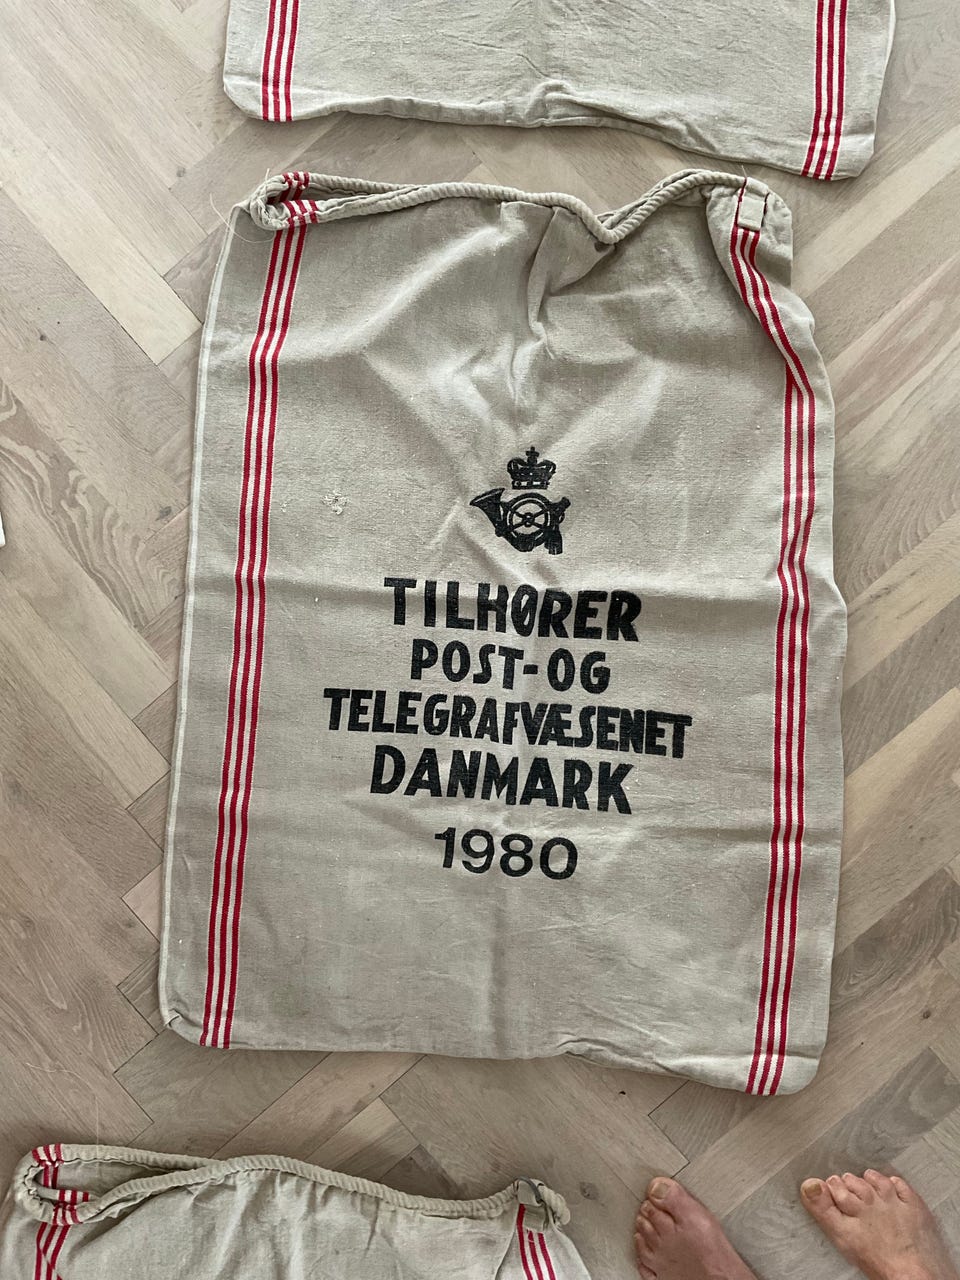 TILHØRER
POST-OG
TELEGRAFVÆSENET
DANMARK
1980